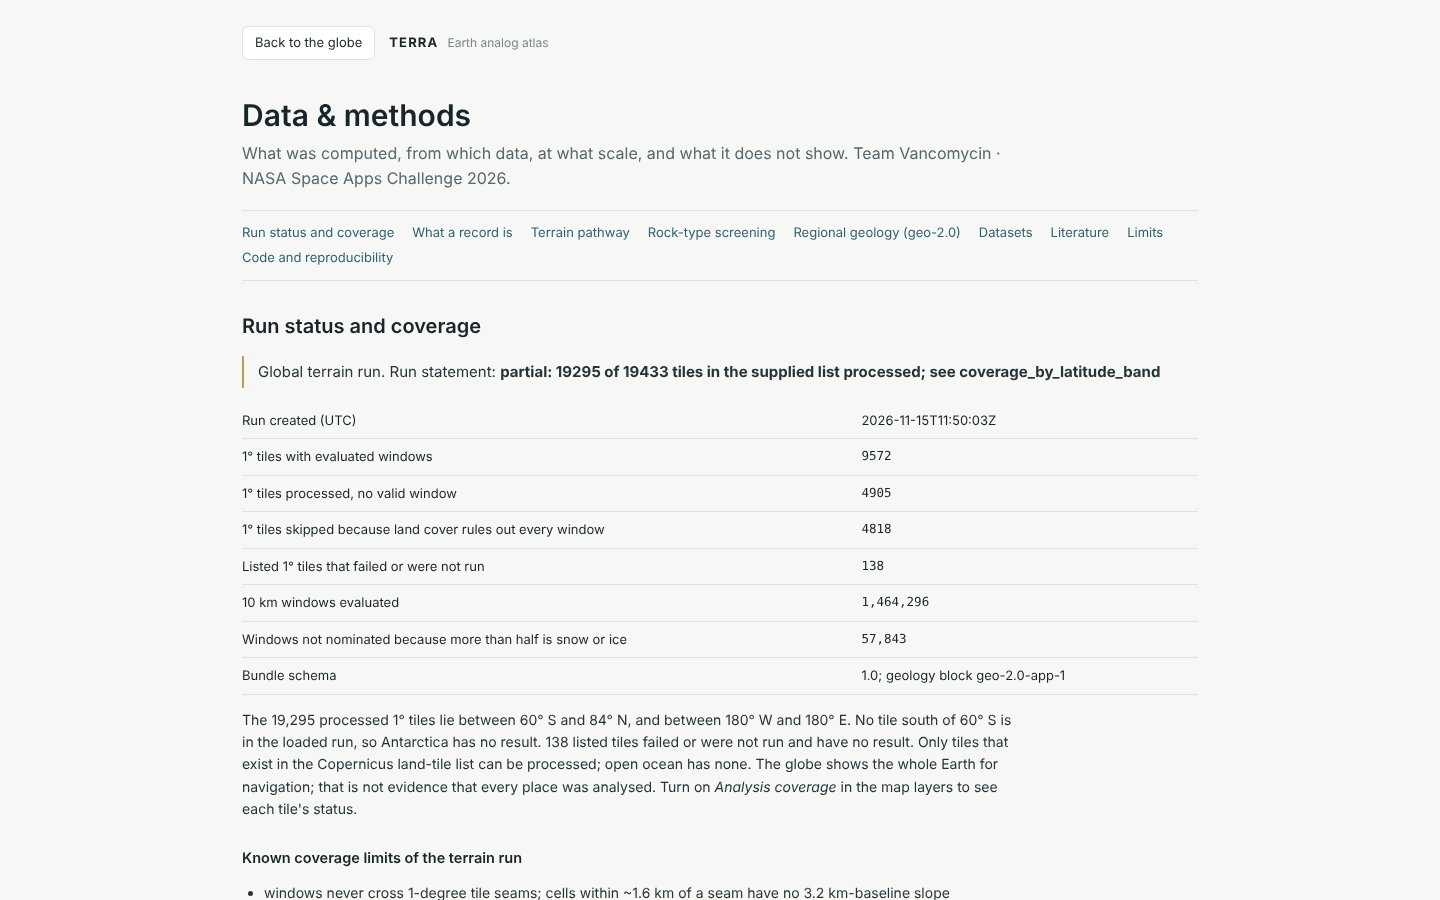 Back to the globe TERRA Earth analog atlas
Data & methods
What was computed, from which data, at what scale, and what it does not show. Team Vancomycin ·
NASA Space Apps Challenge 2026.
Run status and coverage What a record is Terrain pathway Rock-type screening Regional geology (geo-2.0) Datasets Literature Limits
Code and reproducibility
Run status and coverage
Global terrain run. Run statement: partial: 19295 of 19433 tiles in the supplied list processed; see coverage_by_latitude_band
Run created (UTC) 2026-11-15T11:50:03Z
1° tiles with evaluated windows 9572
1° tiles processed, no valid window 4905
1° tiles skipped because land cover rules out every window 4818
Listed 1° tiles that failed or were not run 138
10 km windows evaluated 1,464,296
Windows not nominated because more than half is snow or ice 57,843
Bundle schema 1.0; geology block geo-2.0-app-1
The 19,295 processed 1° tiles lie between 60° S and 84° N, and between 180° W and 180° E. No tile south of 60° S is
in the loaded run, so Antarctica has no result. 138 listed tiles failed or were not run and have no result. Only tiles that
exist in the Copernicus land-tile list can be processed; open ocean has none. The globe shows the whole Earth for
navigation; that is not evidence that every place was analysed. Turn on Analysis coverage in the map layers to see
each tile's status.
Known coverage limits of the terrain run
• windows never cross 1-degree tile seams; cells within ~1.6 km of a seam have no 3.2 km-baseline slope